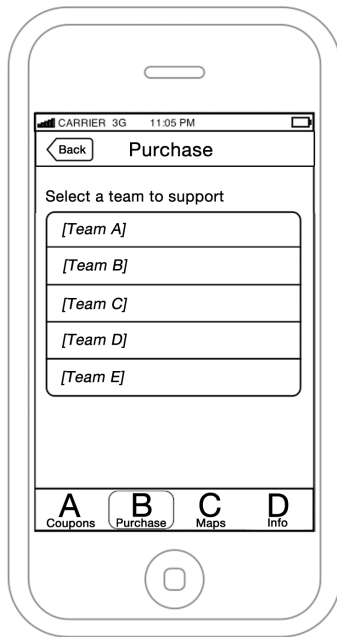 CARRIER 3G 11:05 PM
Back Purchase
Select a team to support
[Team A]
[Team B]
[Team C]
[Team D]
[Team E]
A B C D
Coupons Purchase Maps Info